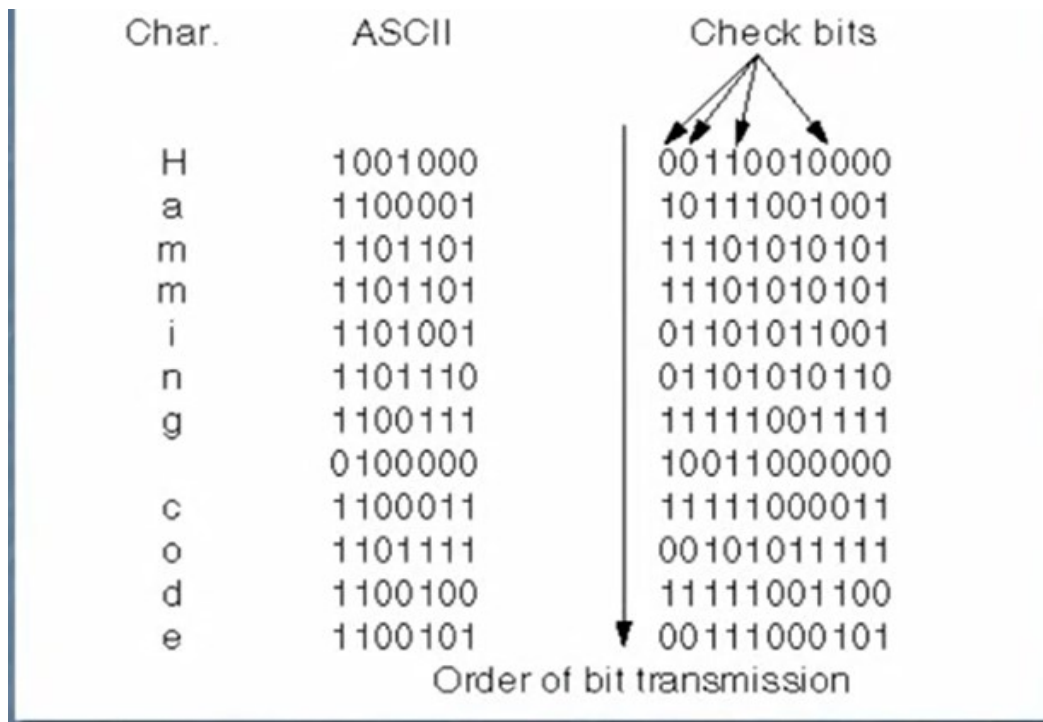 Char. ASCII Check bits
H 1001000 00110010000
a 1100001 10111001001
m 1101101 11101010101
m 1101101 11101010101
i 1101001 01101011001
n 1101110 01101010110
g 1100111 11111001111
0100000 10011000000
c 1100011 11111000011
o 1101111 00101011111
d 1100100 11111001100
e 1100101 00111000101
Order of bit transmission